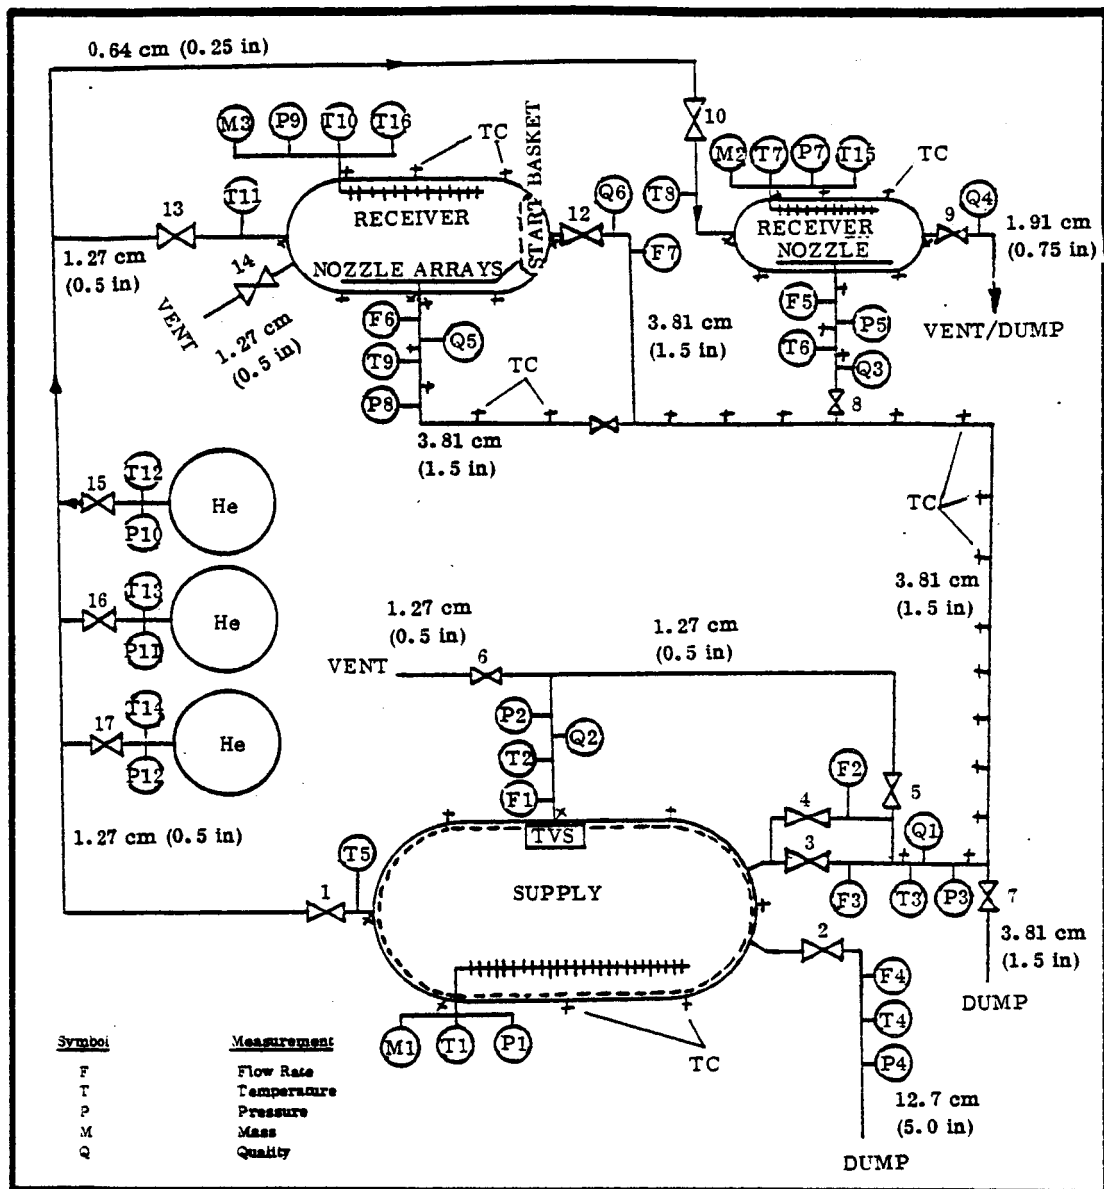 0.64 cm (0.25 in)
10
M3
P9
T10
T16
TC
START BASKET
M2
T7
P7
T15
TC
13
T11
RECEIVER
12
Q6
T8
RECEIVER
NOZZLE
9
Q4
1.91 cm
(0.75 in)
1.27 cm
(0.5 in)
14
NOZZLE ARRAYS
F7
VENT
1.27 cm
(0.5 in)
F6
Q5
T9
P8
TC
3.81 cm
(1.5 in)
F5
P5
T6
Q3
8
VENT/DUMP
3.81 cm
(1.5 in)
15
T12
P10
He
TC
16
T13
P11
He
3.81 cm
(1.5 in)
1.27 cm
(0.5 in)
1.27 cm
(0.5 in)
VENT
6
17
T14
P12
He
P2
Q2
T2
F1
F2
5
4
1.27 cm (0.5 in)
TVS
3
Q1
T5
1
SUPPLY
F3
T3
P3
7
2
3.81 cm
(1.5 in)
F4
DUMP
T4
M1
T1
P1
TC
P4
12.7 cm
(5.0 in)
DUMP
Symbol Measurement
F Flow Rate
T Temperature
P Pressure
M Mass
Q Quality